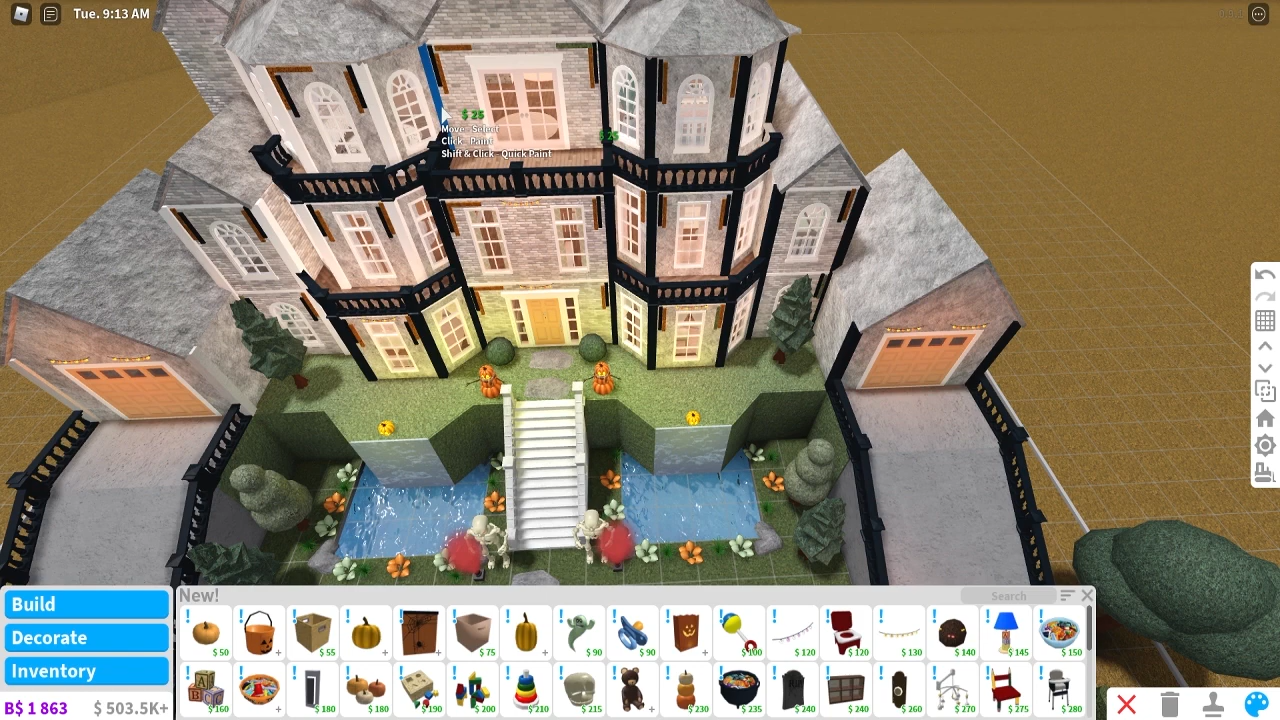 Tue. 9:13 AM
$ 25
Move - Select
Click - Paint
Shift & Click - Quick Paint
$ 25
Build
Decorate
Inventory
B$ 1 863 $ 503.5K+
New!
Search
$ 50 + $ 55 + + $ 75 + $ 90 $ 90 + $ 100 $ 120 $ 120 $ 130 $ 140 $ 145 $ 150
$ 160 + $ 180 $ 180 $ 190 $ 200 $ 210 $ 215 + $ 230 $ 235 $ 240 $ 240 $ 260 $ 270 $ 275 $ 280